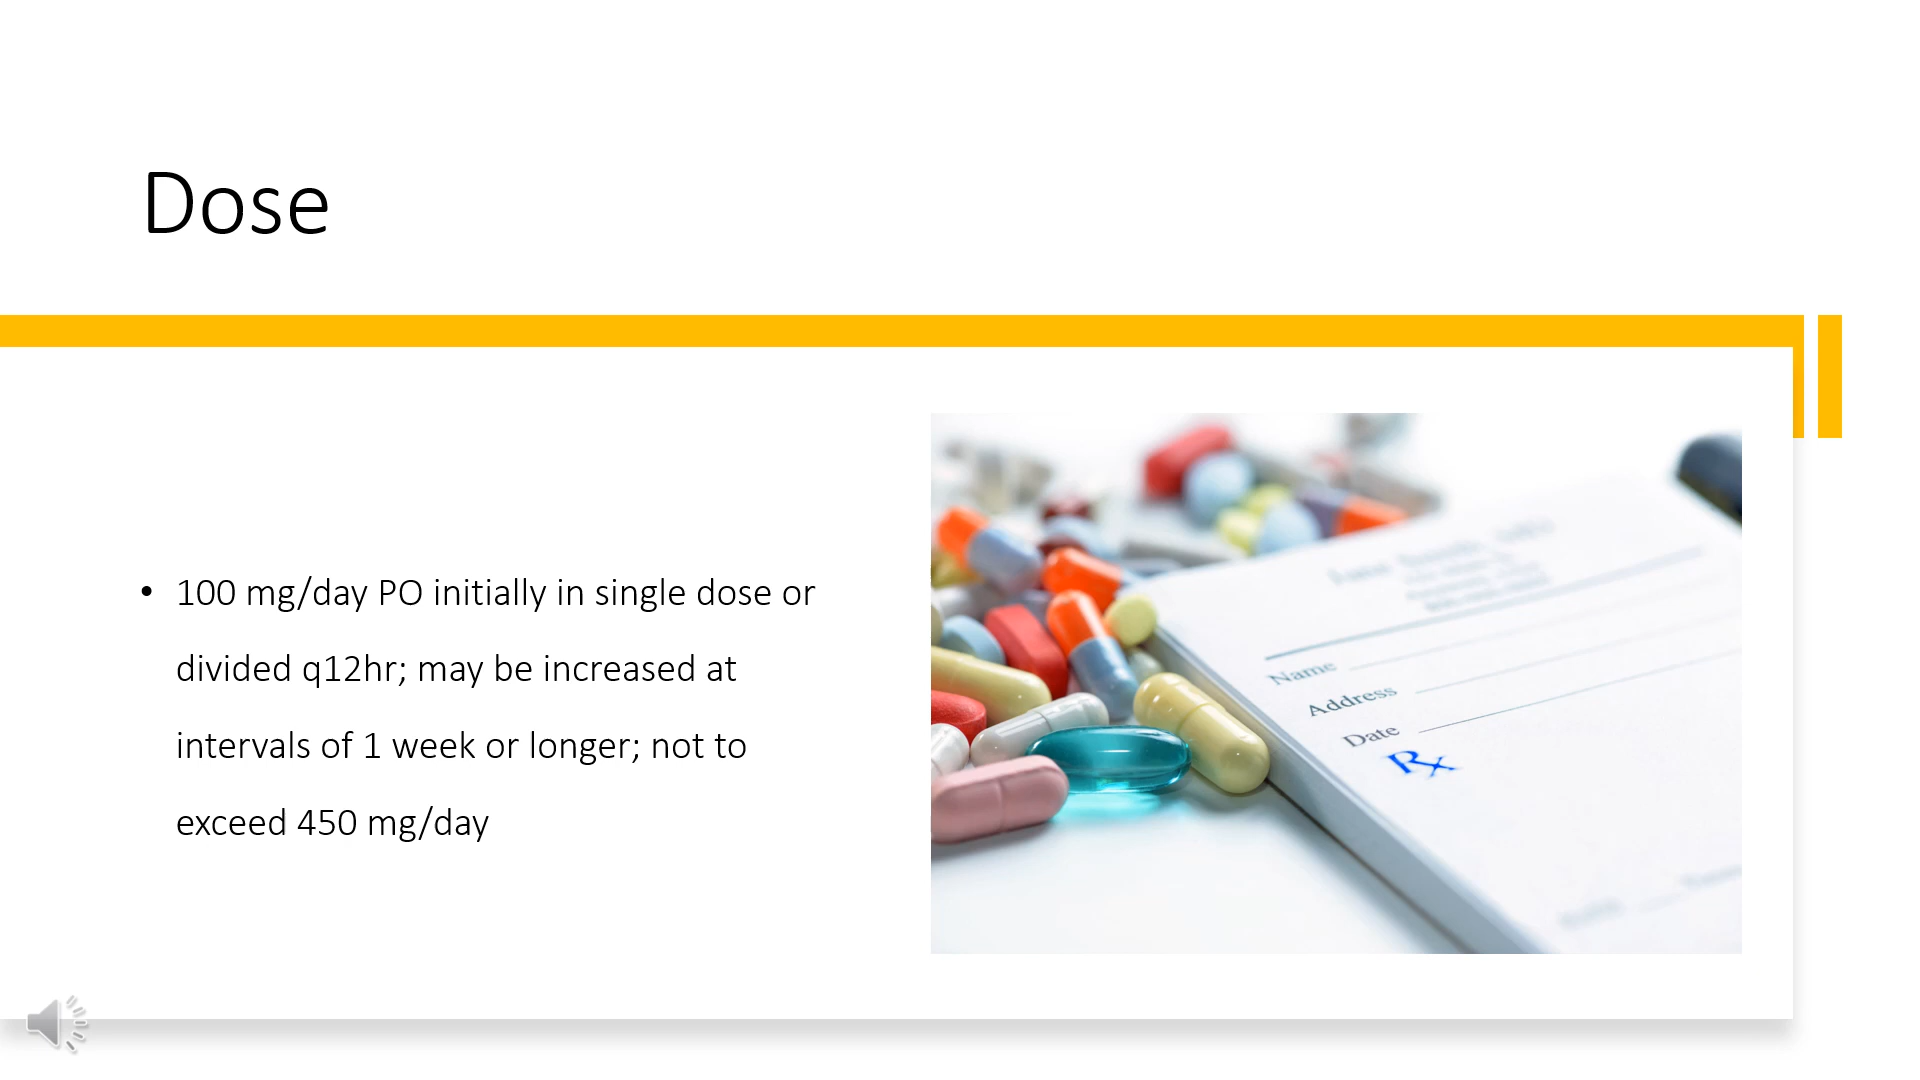 Dose
• 100 mg/day PO initially in single dose or
divided q12hr; may be increased at
intervals of 1 week or longer; not to
exceed 450 mg/day
Name
Address
Date
Rx